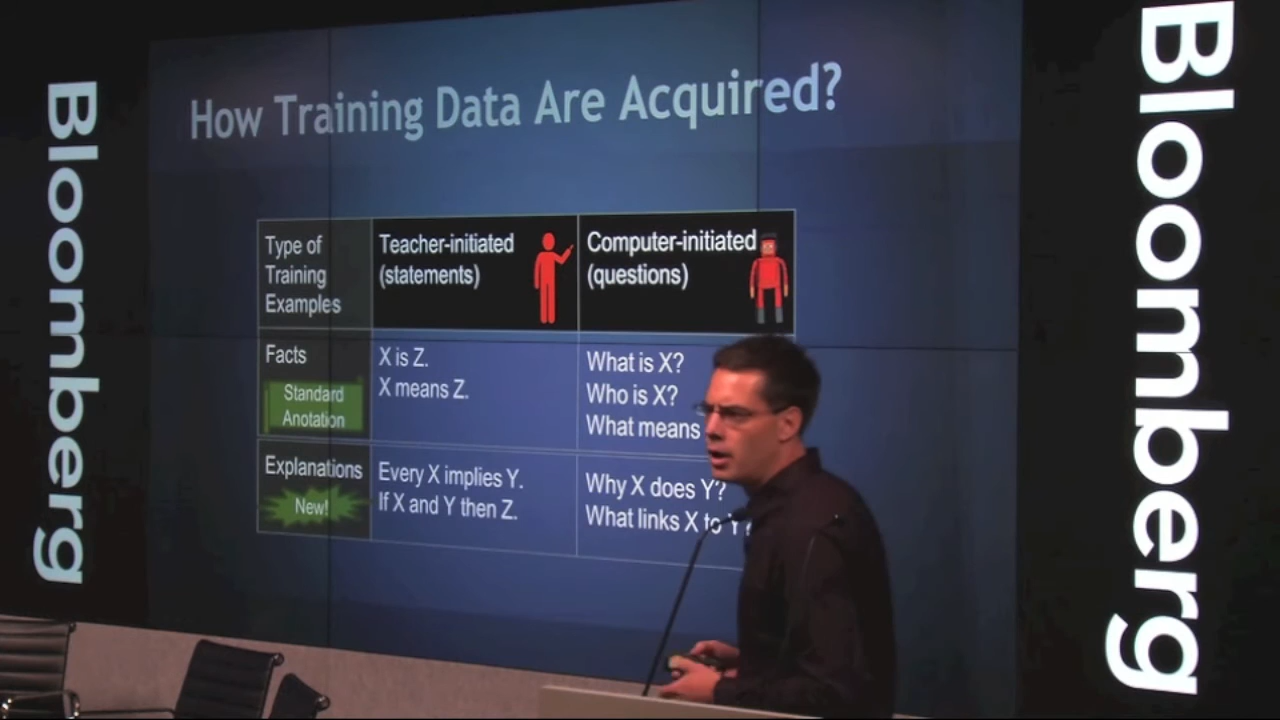 Bloomberg
How Training Data Are Acquired?
Type of
Training
Examples
Teacher-initiated
(statements)
Computer-initiated
(questions)
Facts
Standard
Anotation
X is Z.
X means Z.
What is X?
Who is X?
What means
Explanations
New!
Every X implies Y.
If X and Y then Z.
Why X does Y?
What links X to Y?
Bloomberg